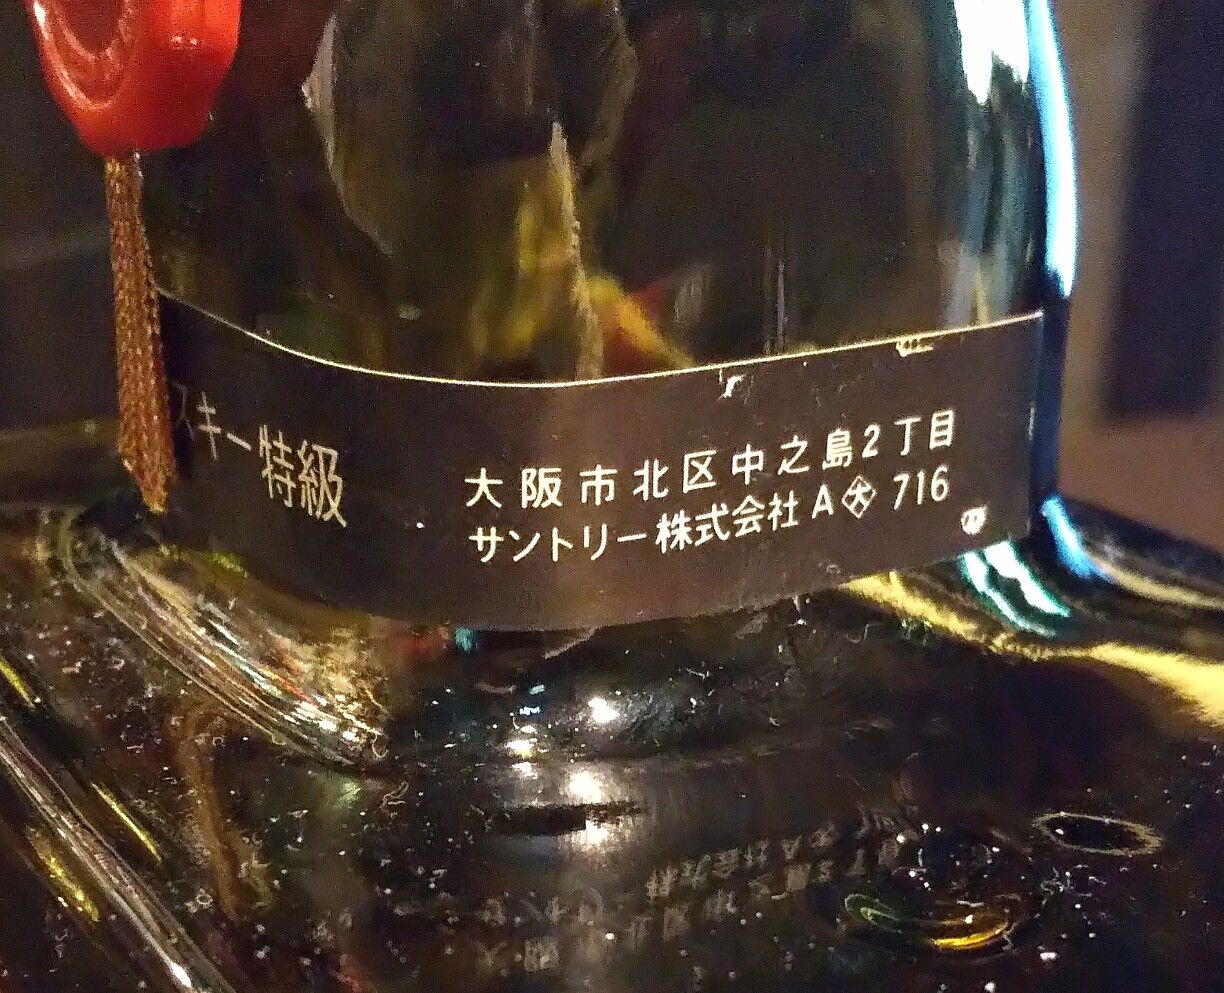 スキー特級
大阪市北区中之島2丁目
サントリー株式会社 A 大 716